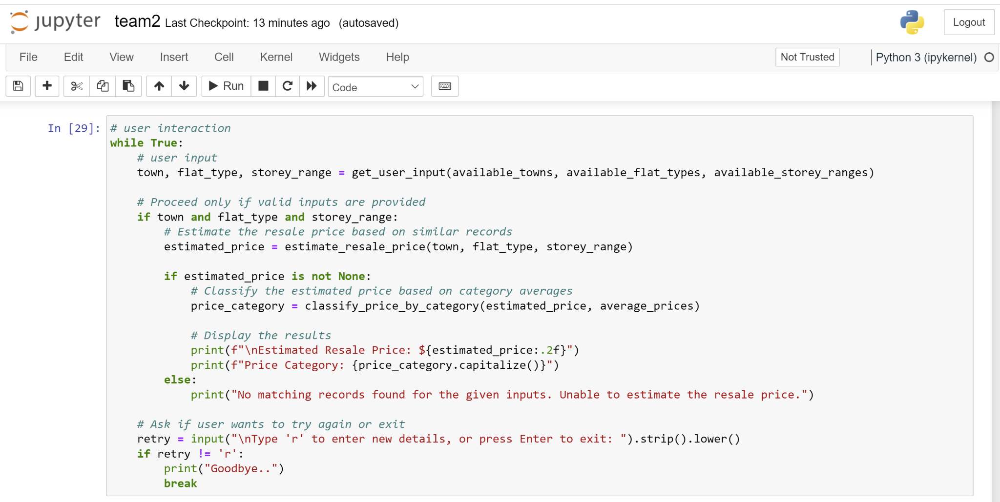 jupyter team2 Last Checkpoint: 13 minutes ago (autosaved)
Logout
File Edit View Insert Cell Kernel Widgets Help
Not Trusted
Python 3 (ipykernel)
Run
Code
In [29]:
# user interaction
while True:
    # user input
    town, flat_type, storey_range = get_user_input(available_towns, available_flat_types, available_storey_ranges)

    # Proceed only if valid inputs are provided
    if town and flat_type and storey_range:
        # Estimate the resale price based on similar records
        estimated_price = estimate_resale_price(town, flat_type, storey_range)

        if estimated_price is not None:
            # Classify the estimated price based on category averages
            price_category = classify_price_by_category(estimated_price, average_prices)

            # Display the results
            print(f"\nEstimated Resale Price: ${estimated_price:.2f}")
            print(f"Price Category: {price_category.capitalize()}")
        else:
            print("No matching records found for the given inputs. Unable to estimate the resale price.")

    # Ask if user wants to try again or exit
    retry = input("\nType 'r' to enter new details, or press Enter to exit: ").strip().lower()
    if retry != 'r':
        print("Goodbye..")
        break